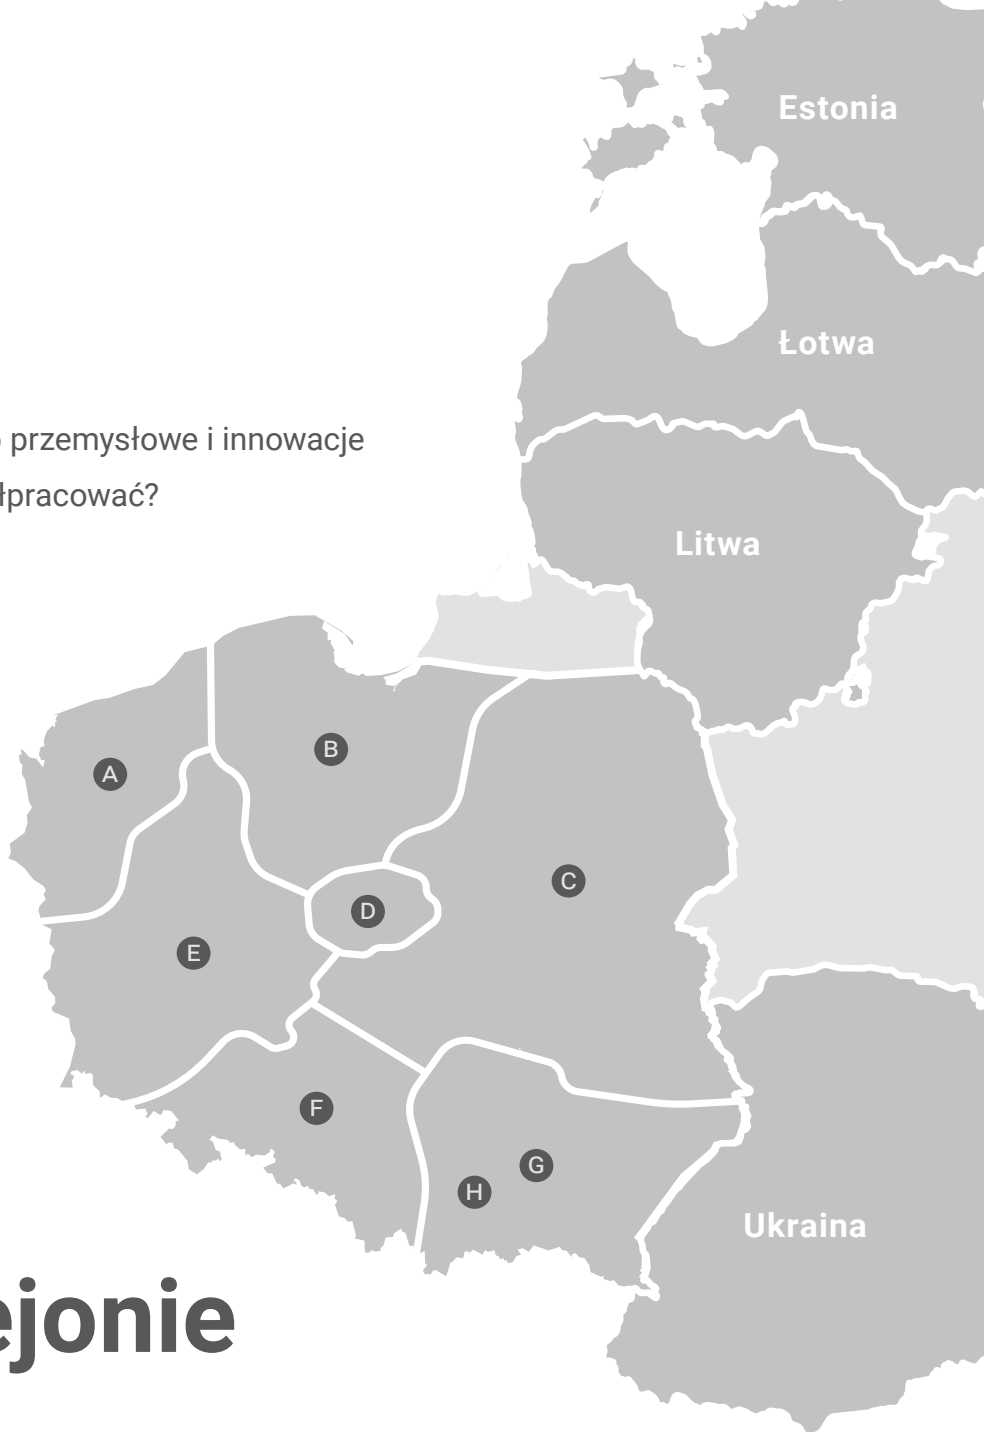 Estonia
Łotwa
przemysłowe i innowacje
łpracować?
Litwa
B
A
C
D
E
F
G
H
Ukraina
ejonie